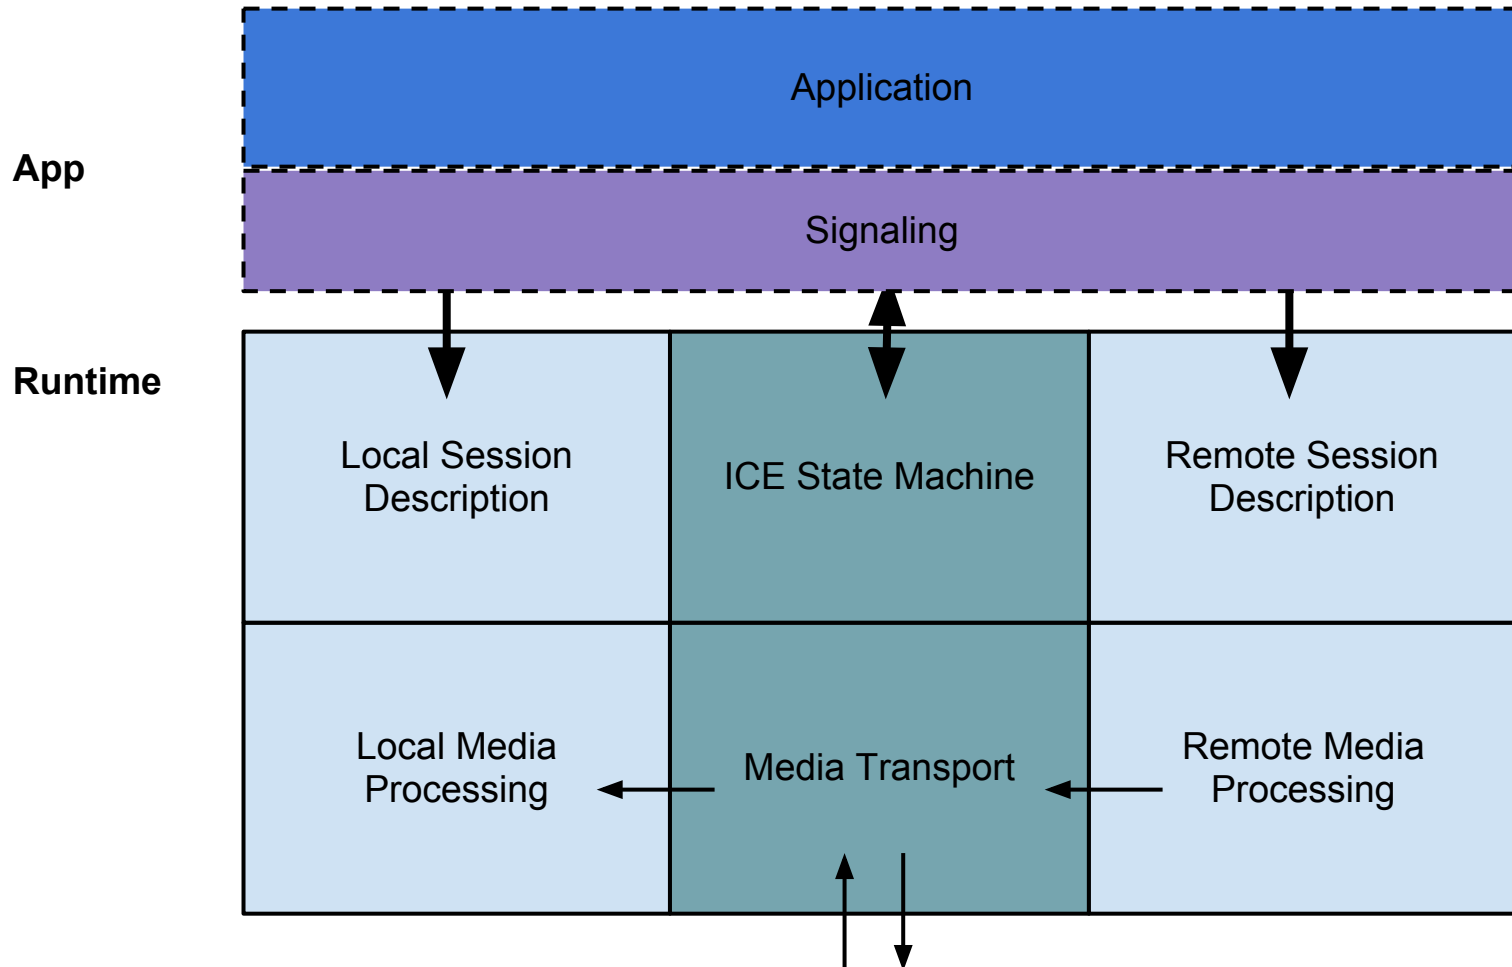 Application
App
Signaling
Runtime
Local Session
Description
ICE State Machine
Remote Session
Description
Local Media
Processing
Media Transport
Remote Media
Processing